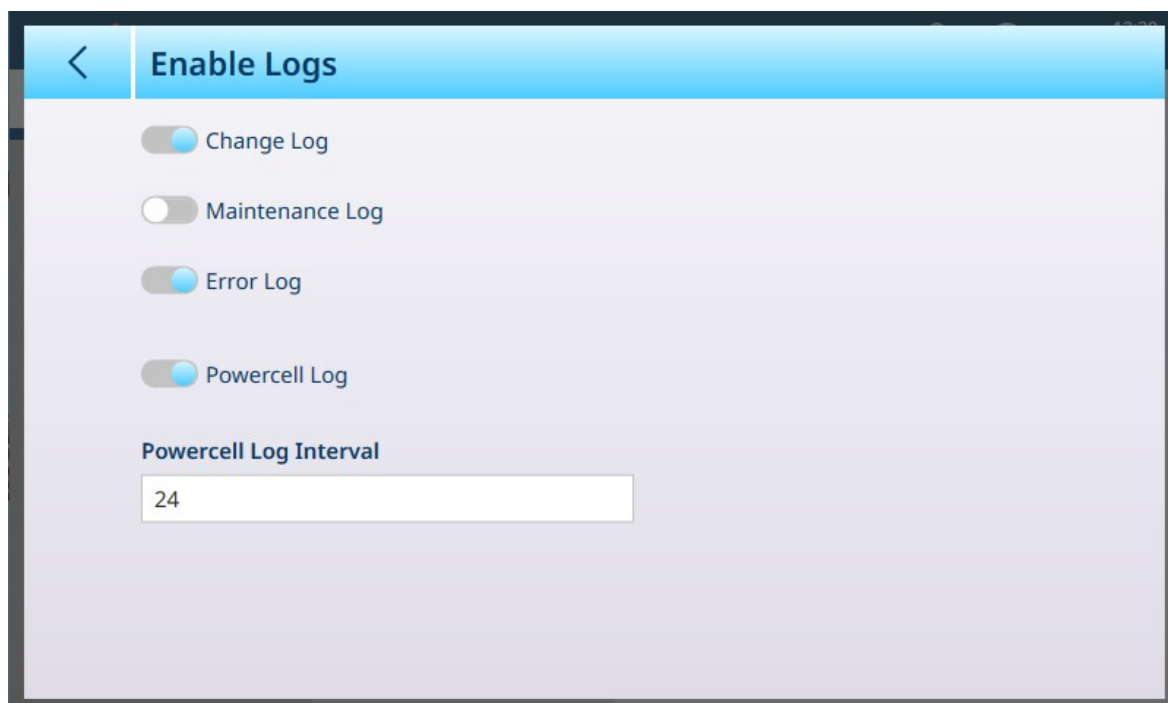 Enable Logs
Change Log
Maintenance Log
Error Log
Powercell Log
Powercell Log Interval
24